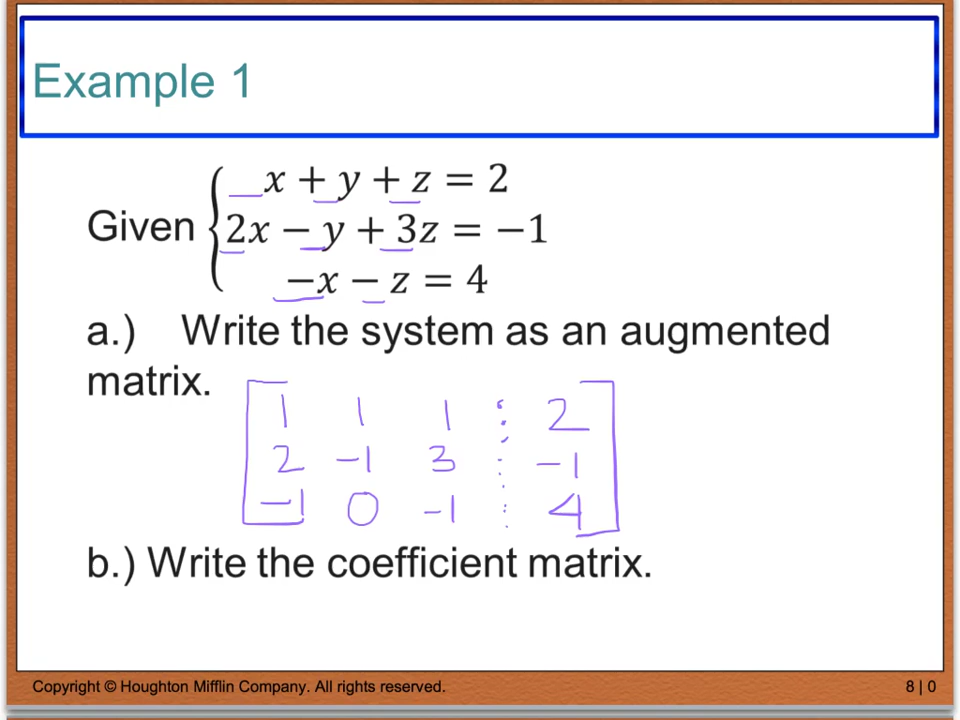 Example 1
x + y + z = 2
Given { 2x − y + 3z = −1
−x − z = 4
a.) Write the system as an augmented
matrix.
1 1 1 ⋮ 2
2 -1 3 ⋮ -1
-1 0 -1 ⋮ 4
b.) Write the coefficient matrix.
Copyright © Houghton Mifflin Company. All rights reserved. 8 | 0